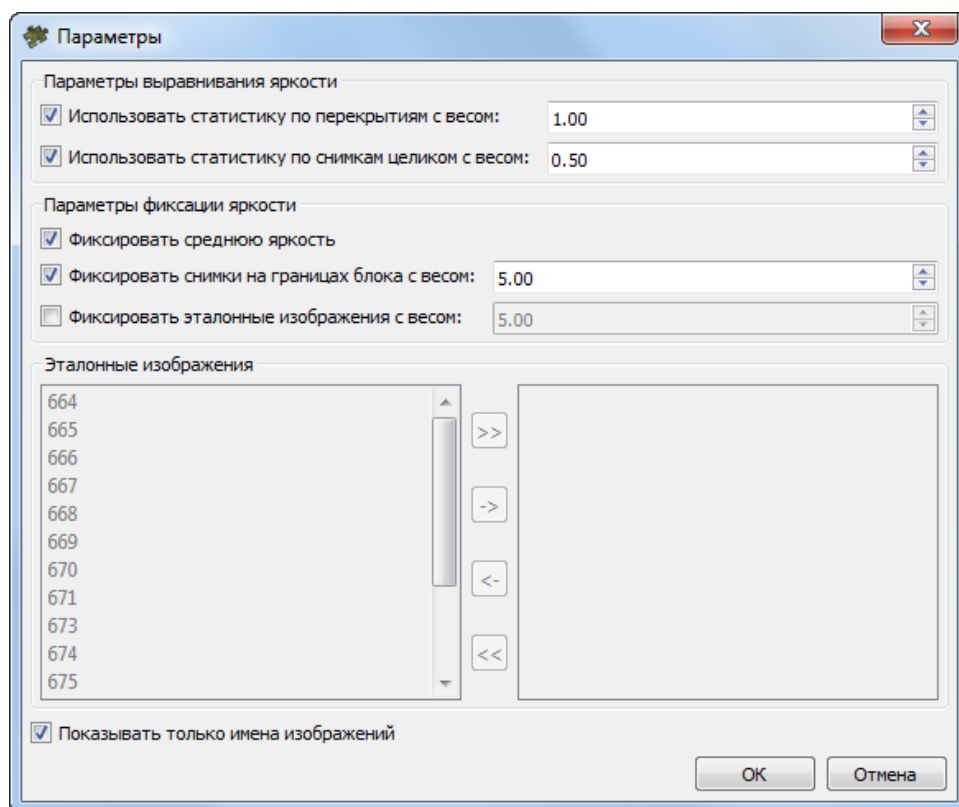 Параметры
Параметры выравнивания яркости
Использовать статистику по перекрытиям с весом: 1.00
Использовать статистику по снимкам целиком с весом: 0.50
Параметры фиксации яркости
Фиксировать среднюю яркость
Фиксировать снимки на границах блока с весом: 5.00
Фиксировать эталонные изображения с весом: 5.00
Эталонные изображения
664
665
666
667
668
669
670
671
673
674
675
>>
->
<-
<<
Показывать только имена изображений
OK Отмена